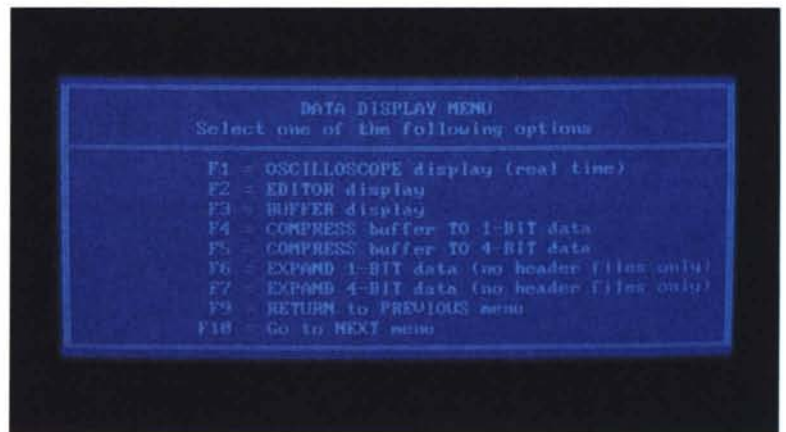 DATA DISPLAY MENU
Select one of the following options
F1 = OSCILLOSCOPE display (real time)
F2 = EDITOR display
F3 = BUFFER display
F4 = COMPRESS buffer TO 1-BIT data
F5 = COMPRESS buffer TO 4-BIT data
F6 = EXPAND 1-BIT data (no header files only)
F7 = EXPAND 4-BIT data (no header files only)
F9 = RETURN to PREVIOUS menu
F10 = Go to NEXT menu